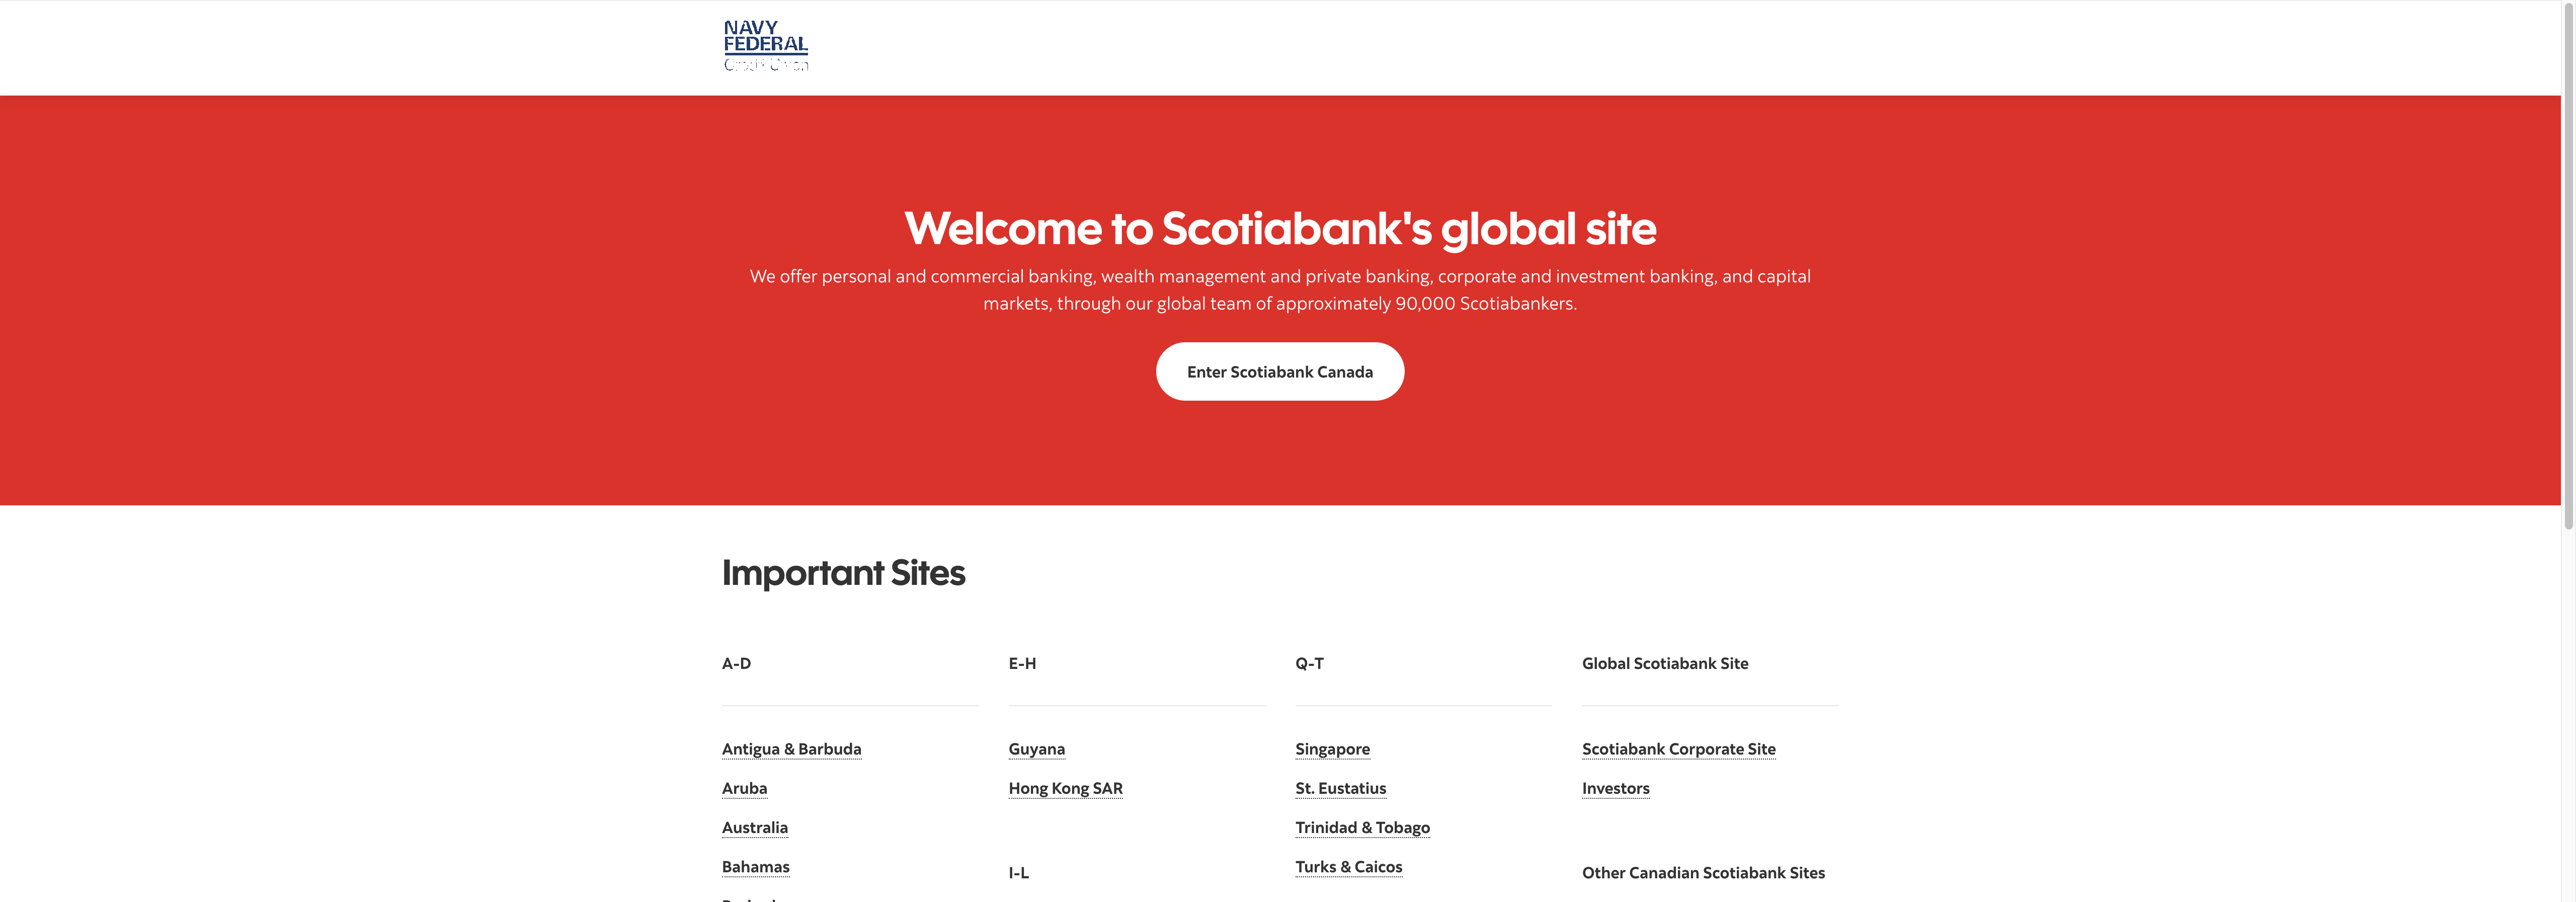 NAVY
FEDERAL
Credit Union
Welcome to Scotiabank's global site
We offer personal and commercial banking, wealth management and private banking, corporate and investment banking, and capital
markets, through our global team of approximately 90,000 Scotiabankers.
Enter Scotiabank Canada
Important Sites
A-D
E-H
Q-T
Global Scotiabank Site
Antigua & Barbuda
Guyana
Singapore
Scotiabank Corporate Site
Aruba
Hong Kong SAR
St. Eustatius
Investors
Australia
Trinidad & Tobago
Bahamas
I-L
Turks & Caicos
Other Canadian Scotiabank Sites